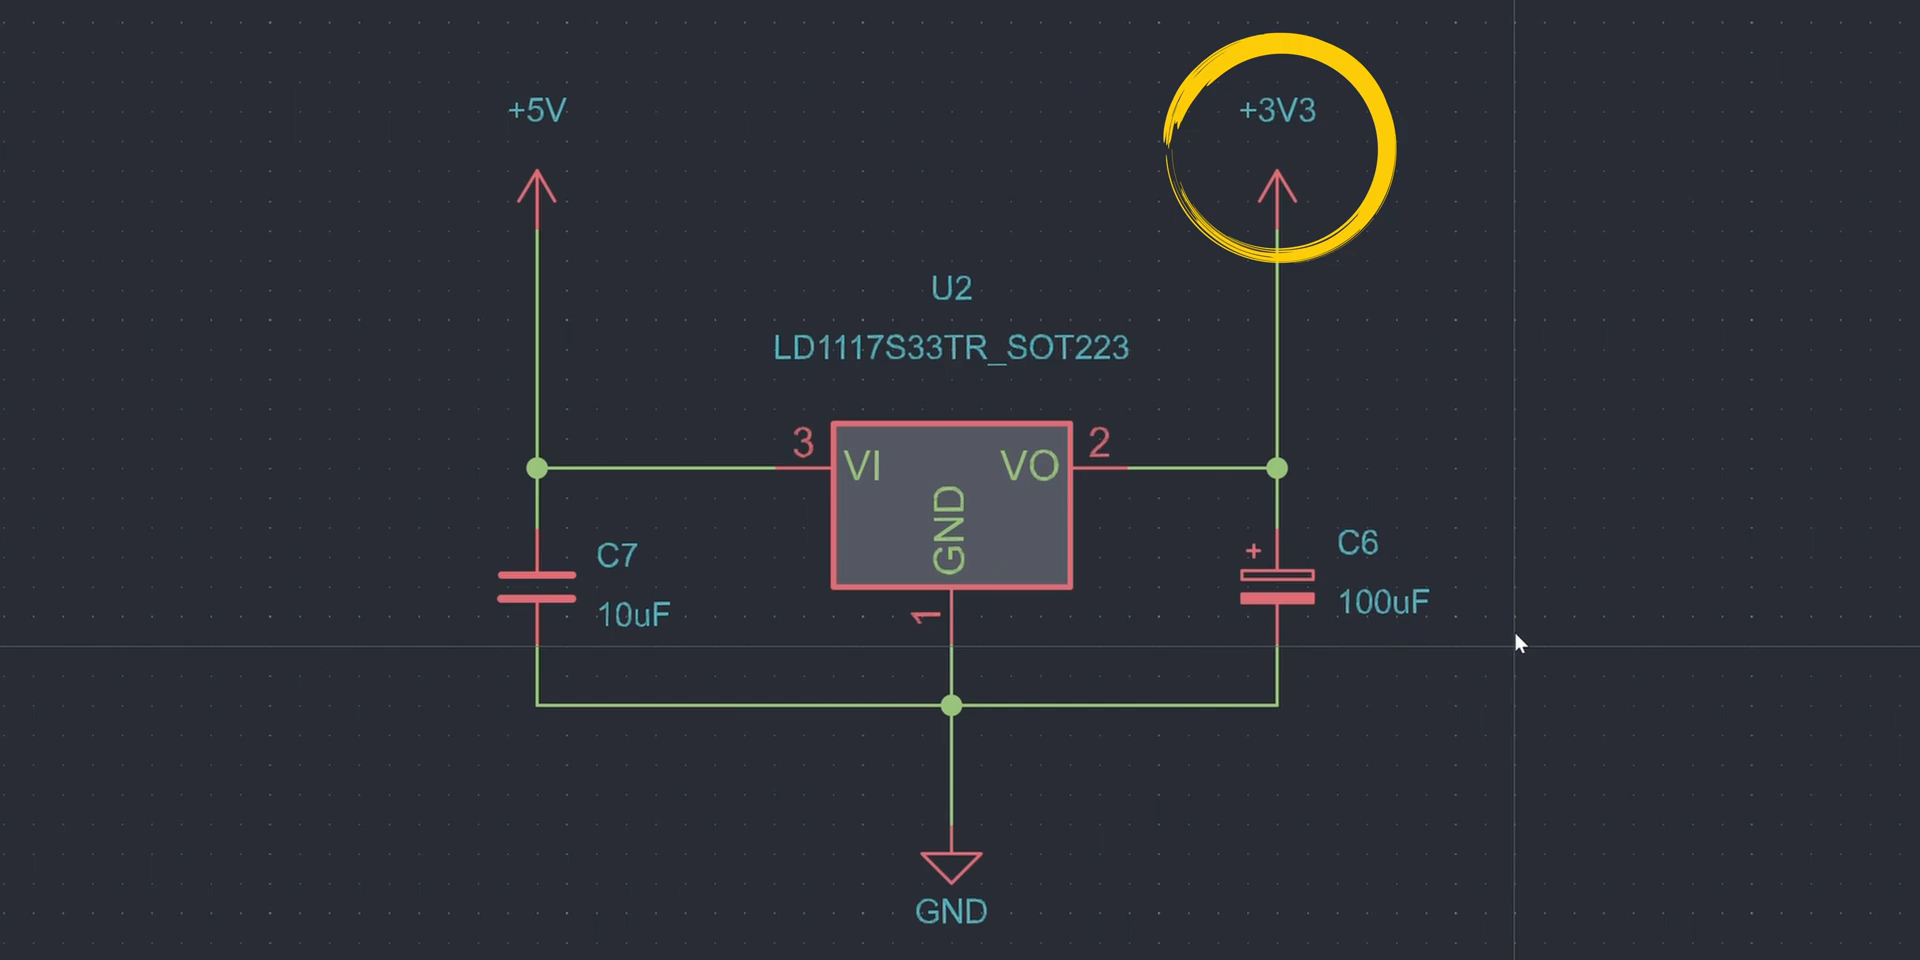 +5V
+3V3
U2
LD1117S33TR_SOT223
3
2
VI
VO
GND
1
C7
10uF
+
C6
100uF
GND